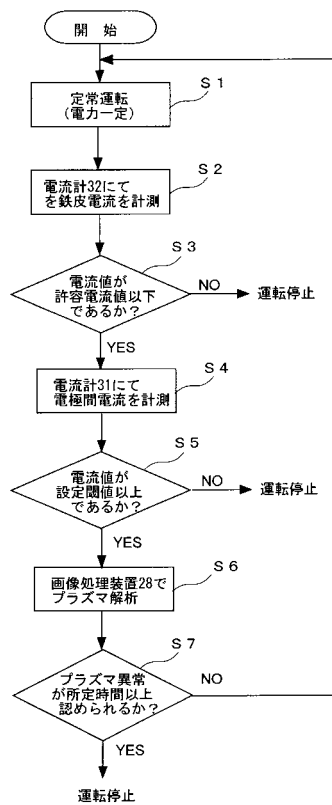 開始
S1
定常運転
(電力一定)
S2
電流計32にて
を鉄皮電流を計測
S3
電流値が
許容電流値以下
であるか?
NO
運転停止
YES
S4
電流計31にて
電極間電流を計測
S5
電流値が
設定閾値以上
であるか?
NO
運転停止
YES
S6
画像処理装置28で
プラズマ解析
S7
プラズマ異常
が所定時間以上
認められるか?
NO
YES
運転停止